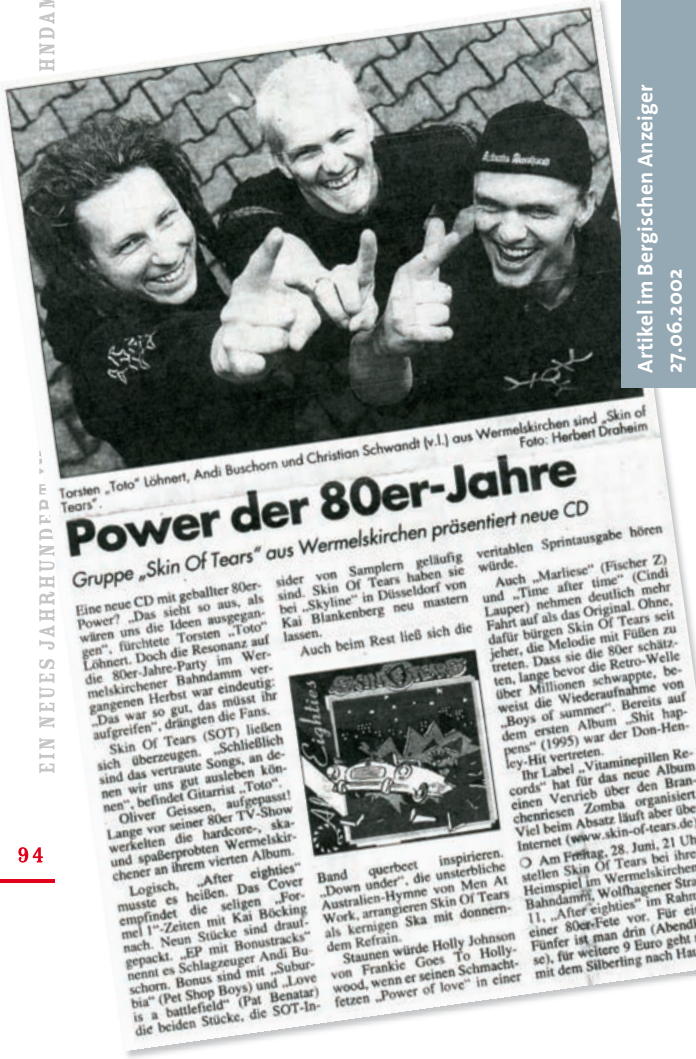 HNDAM
EIN NEUES JAHRHUNDERT
94
Artikel im Bergischen Anzeiger
27.06.2002
Torsten „Toto" Löhnert, Andi Buschorn und Christian Schwandt (v.l.) aus Wermelskirchen sind „Skin of
Tears".
Foto: Herbert Draheim
Power der 80er-Jahre
Gruppe „Skin Of Tears" aus Wermelskirchen präsentiert neue CD
Eine neue CD mit geballter 80er-
Power? „Das sieht so aus, als
wären uns die Ideen ausgegan-
gen", fürchtete Torsten „Toto"
Löhnert. Doch die Resonanz auf
die 80er-Jahre-Party im Wer-
melskirchener Bahndamm ver-
gangenen Herbst war eindeutig:
„Das war so gut, das müsst ihr
aufgreifen", drängten die Fans.
Skin Of Tears (SOT) ließen
sich überzeugen. „Schließlich
sind das vertraute Songs, an de-
nen wir uns gut ausleben kön-
nen", befindet Gitarrist „Toto".
Oliver Geissen, aufgepasst!
Lange vor seiner 80er TV-Show
werkelten die hardcore-, ska-
und spaßerprobten Wermelskir-
chener an ihrem vierten Album.
Logisch, „After eighties"
musste es heißen. Das Cover
empfindet die seligen „For-
mel 1"-Zeiten mit Kai Böcking
nach. Neun Stücke sind drauf-
gepackt. „EP mit Bonustracks"
nennt es Schlagzeuger Andi Bu-
schorn. Bonus sind mit „Subur-
bia" (Pet Shop Boys) und „Love
is a battlefield" (Pat Benatar)
die beiden Stücke, die SOT-In-
sider von Samplern geläufig
sind. Skin Of Tears haben sie
bei „Skyline" in Düsseldorf von
Kai Blankenberg neu mastern
lassen.
Auch beim Rest ließ sich die
Skin of Tears
Eighties
Band querbeet inspirieren.
„Down under", die unsterbliche
Australien-Hymne von Men At
Work, arrangieren Skin Of Tears
als kernigen Ska mit donnern-
dem Refrain.
Staunen würde Holly Johnson
von Frankie Goes To Holly-
wood, wenn er seinen Schmacht-
fetzen „Power of love" in einer
veritablen Sprintausgabe hören
würde.
Auch „Marliese" (Fischer Z)
und „Time after time" (Cindi
Lauper) nehmen deutlich mehr
Fahrt auf als das Original. Ohne,
dafür bürgen Skin Of Tears seit
jeher, die Melodie mit Füßen zu
treten. Dass sie die 80er schätz-
ten, lange bevor die Retro-Welle
über Millionen schwappte, be-
weist die Wiederaufnahme von
„Boys of summer". Bereits auf
dem ersten Album „Shit hap-
pens" (1995) war der Don-Hen-
ley-Hit vertreten.
Ihr Label „Vitaminepillen Re-
cords" hat für das neue Album
einen Vertrieb über den Bran
chenriesen Zomba organisiert
Viel beim Absatz läuft aber übe
Internet (www.skin-of-tears.de)
❍ Am Freitag, 28. Juni, 21 Uh
stellen Skin Of Tears bei ihre
Heimspiel im Wermelskirchen
Bahndamm, Wolfhagener Stra
11, „After eighties" im Rahm
einer 80er-Fete vor. Für ei
Fünfer ist man drin (Abend
se), für weitere 9 Euro geht
mit dem Silberling nach Hau